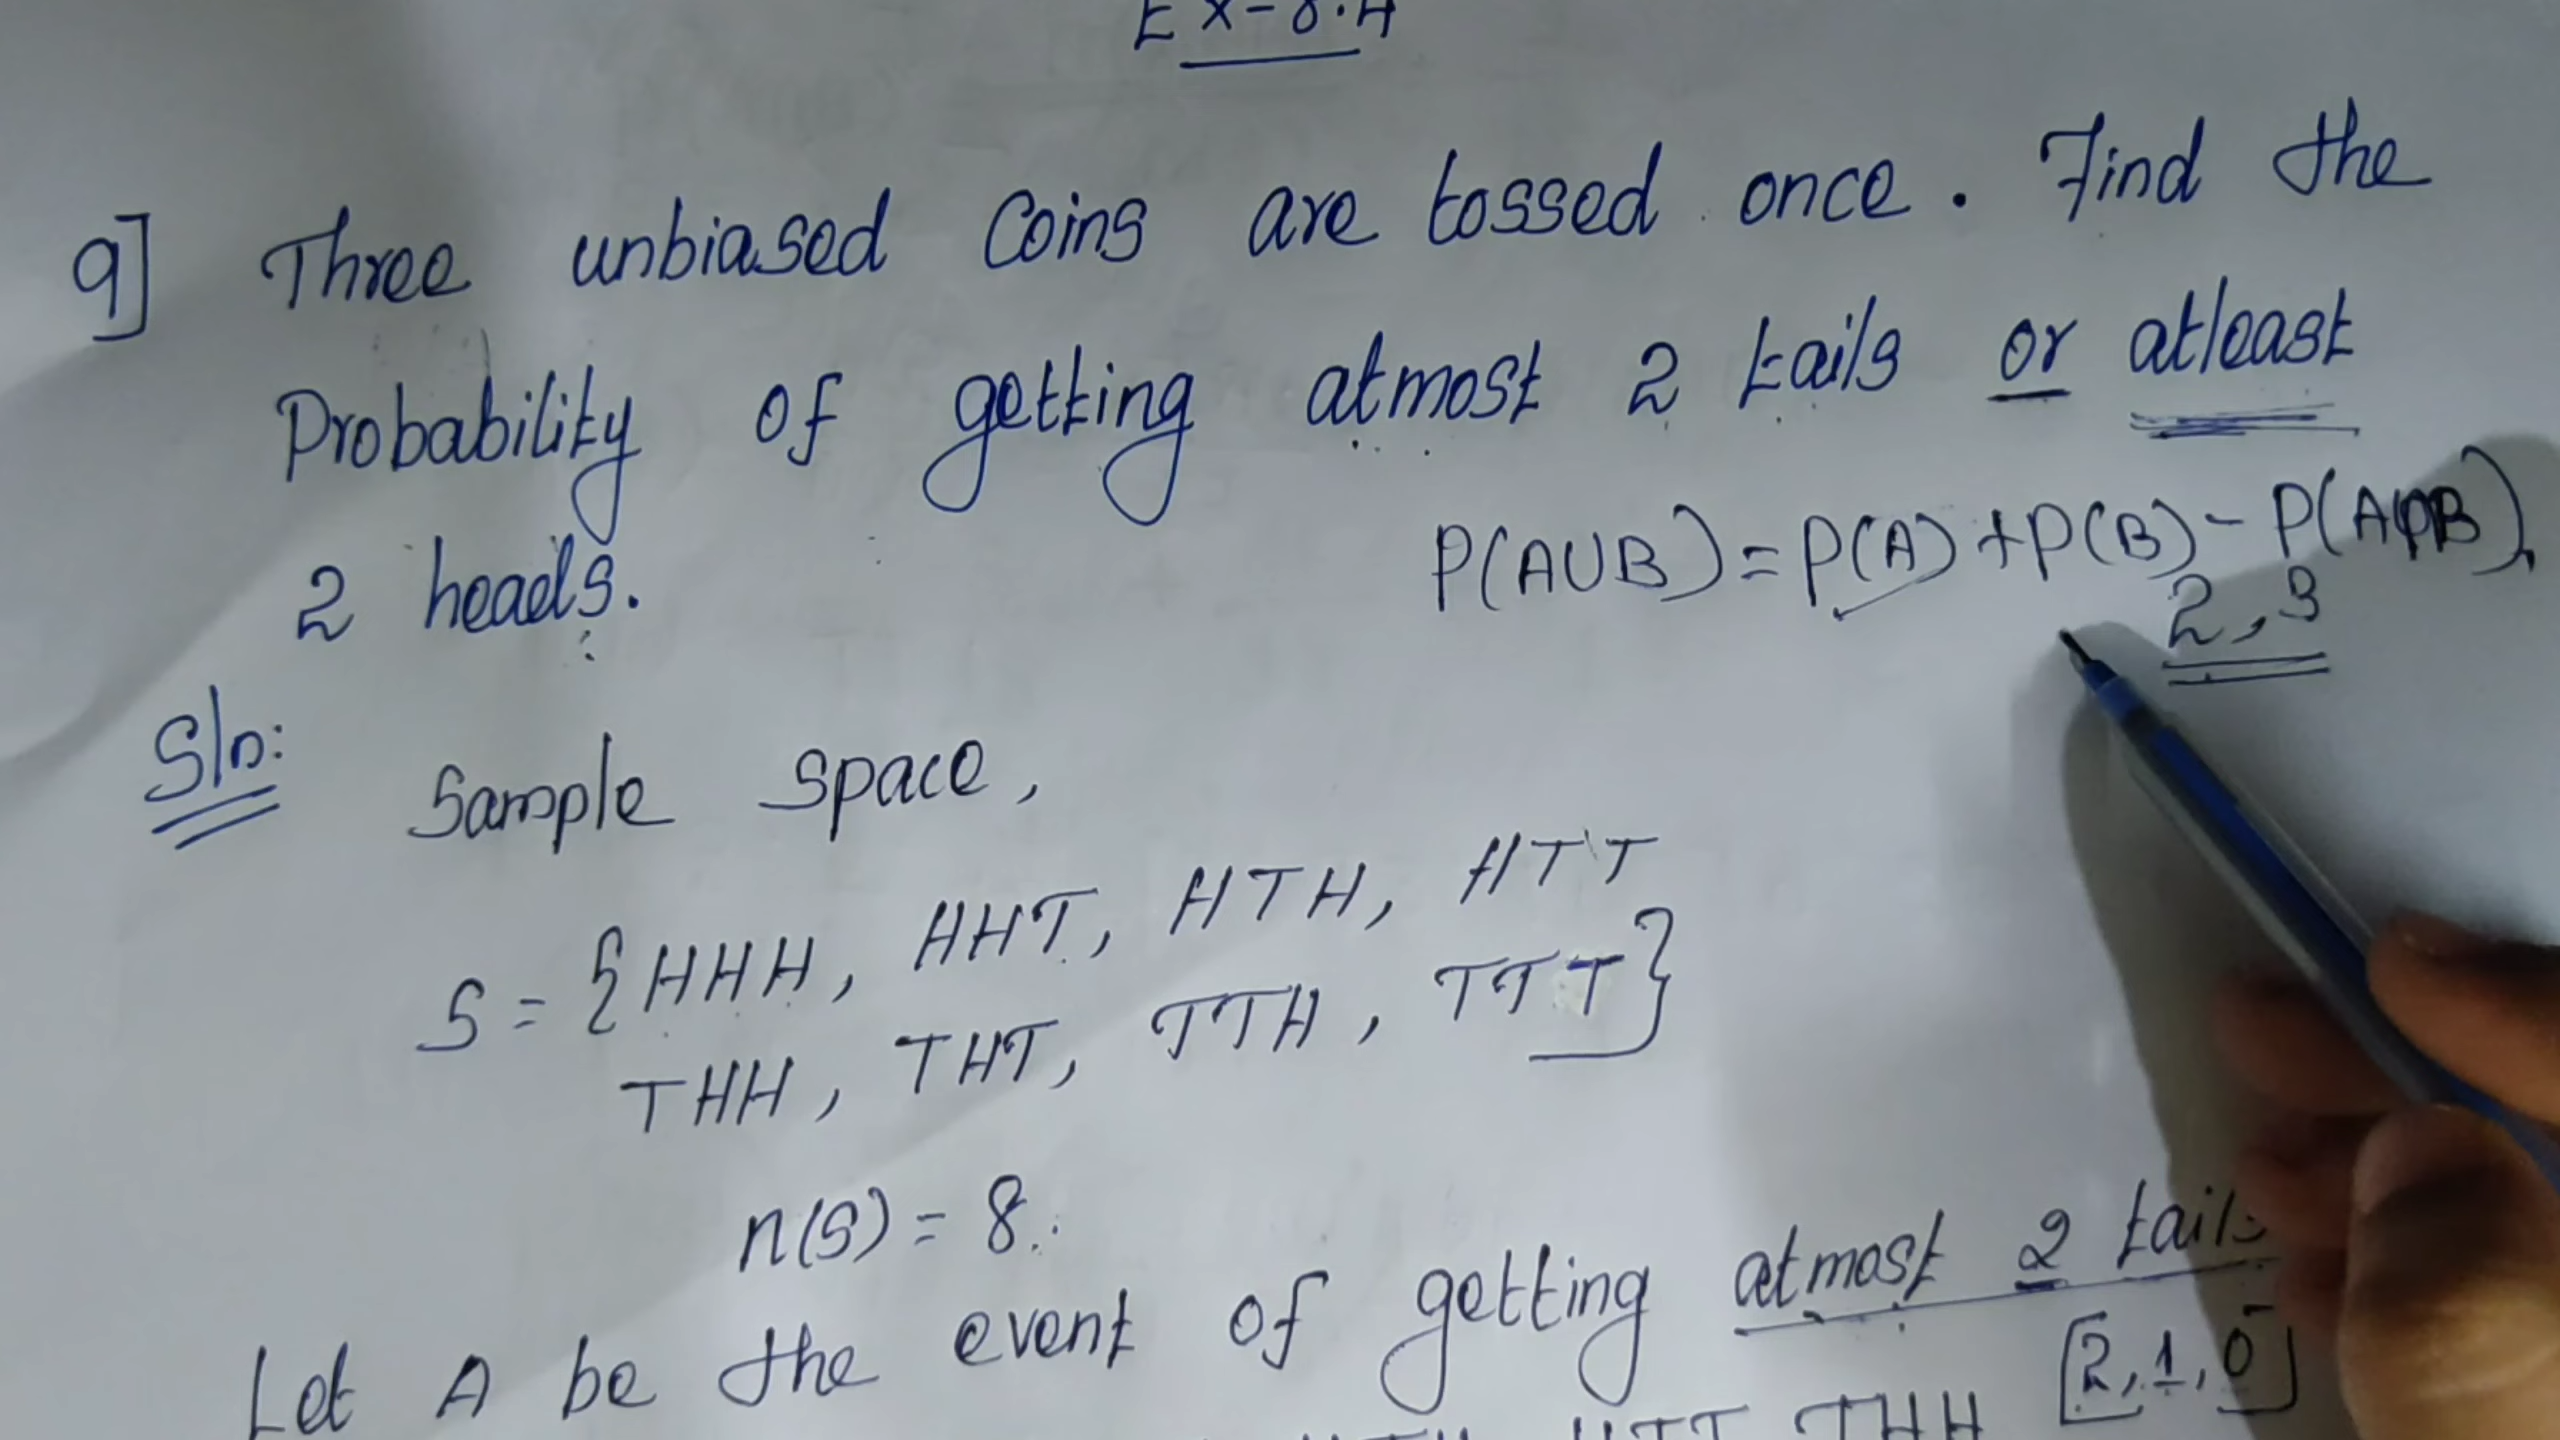 Ex-8.4
9] Three unbiased Coins are tossed once. Find the
Probability of getting atmost 2 tails or atleast
2 heads.
P(AUB) = P(A) + P(B) - P(A∩B)
2, 3
Sln: Sample Space,
S = {HHH, HHT, HTH, HTT
THH, THT, TTH, TTT}
n(S) = 8.
Let A be the event of getting atmost 2 tails
[2, 1, 0]
HTT THH